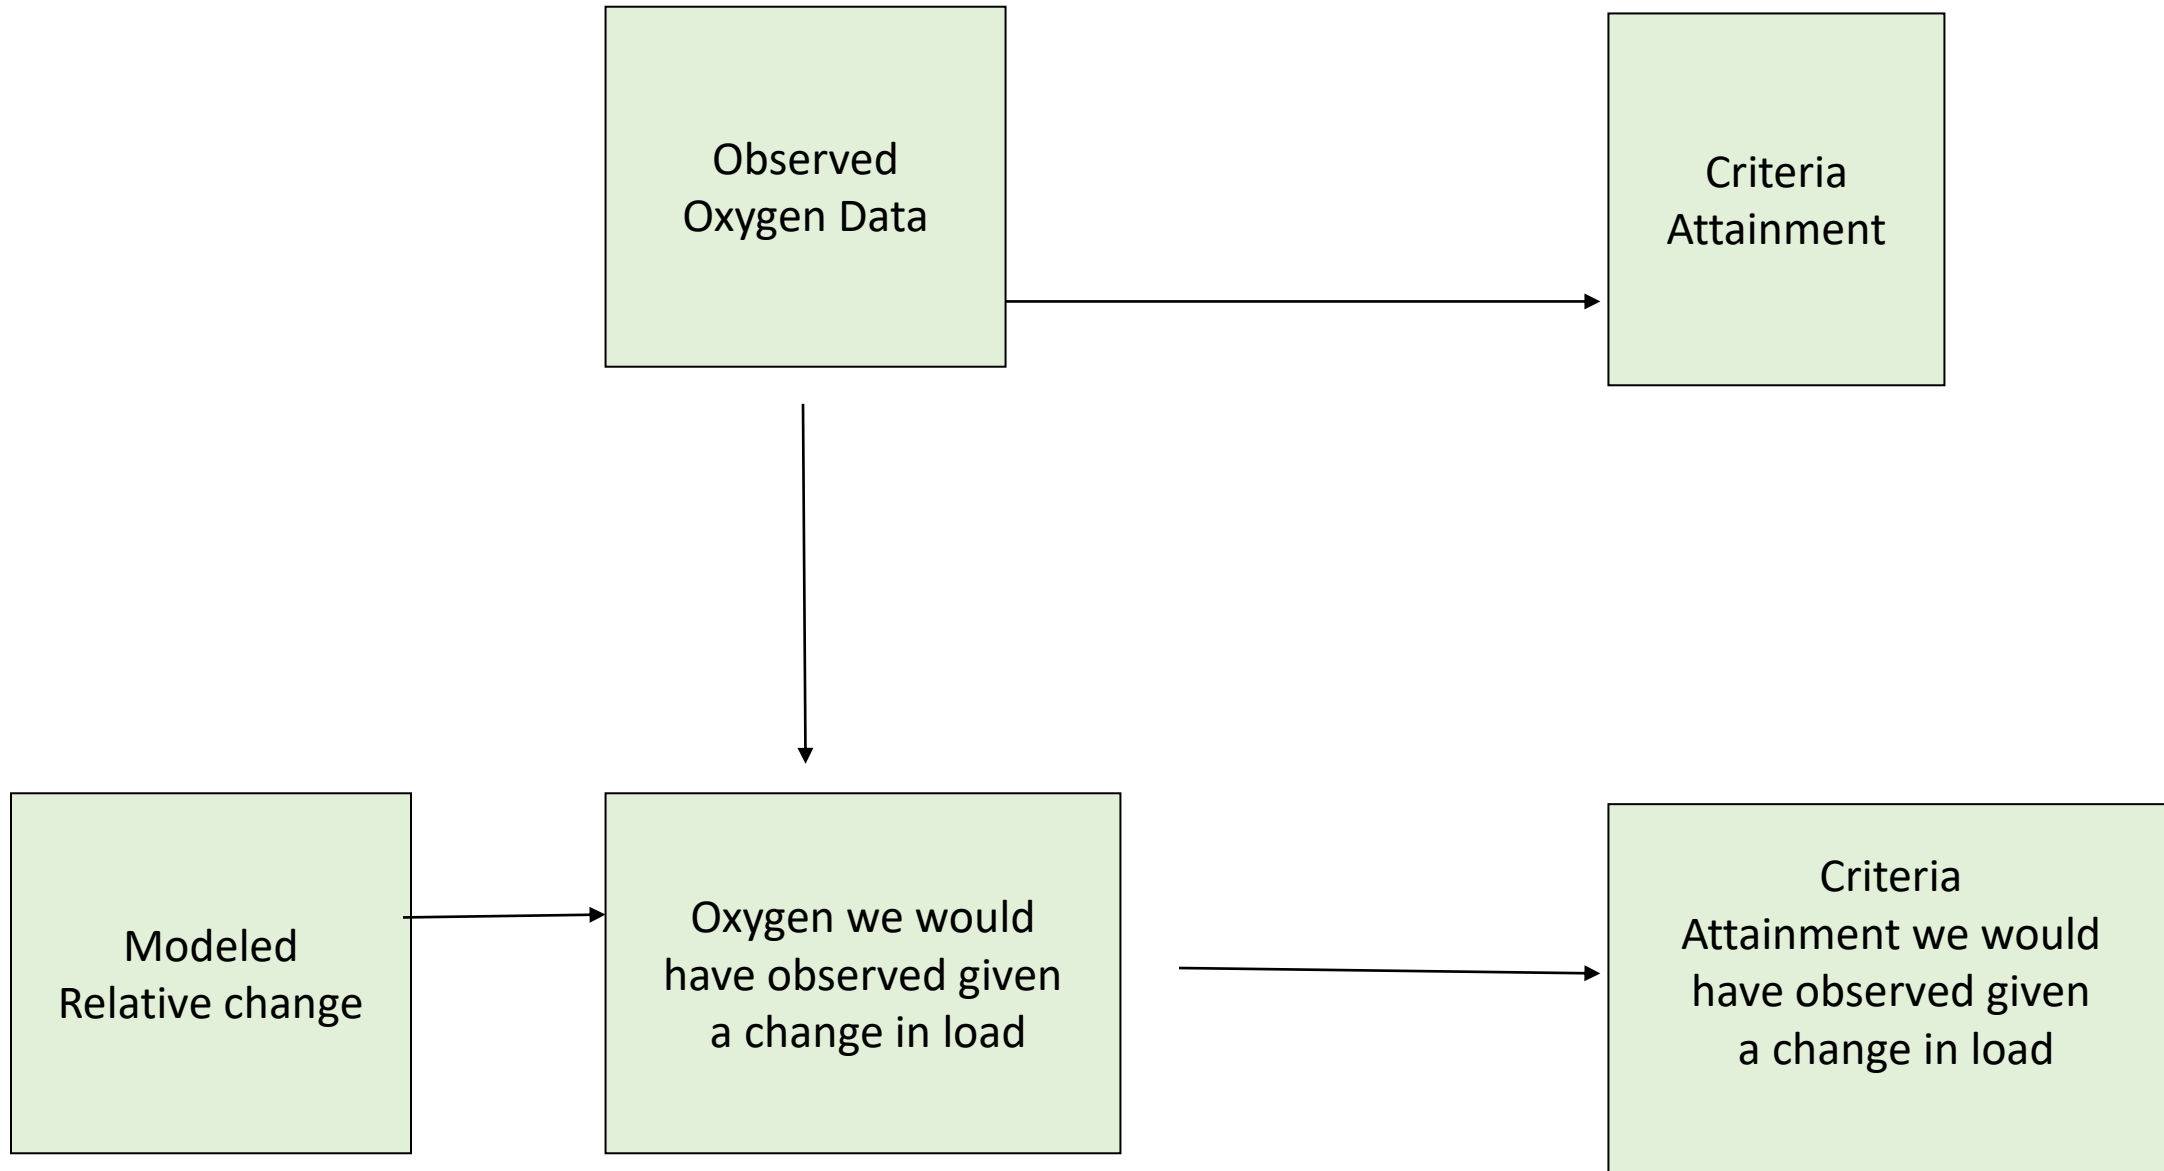 Observed
Oxygen Data
Criteria
Attainment
Modeled
Relative change
Oxygen we would
have observed given
a change in load
Criteria
Attainment we would
have observed given
a change in load